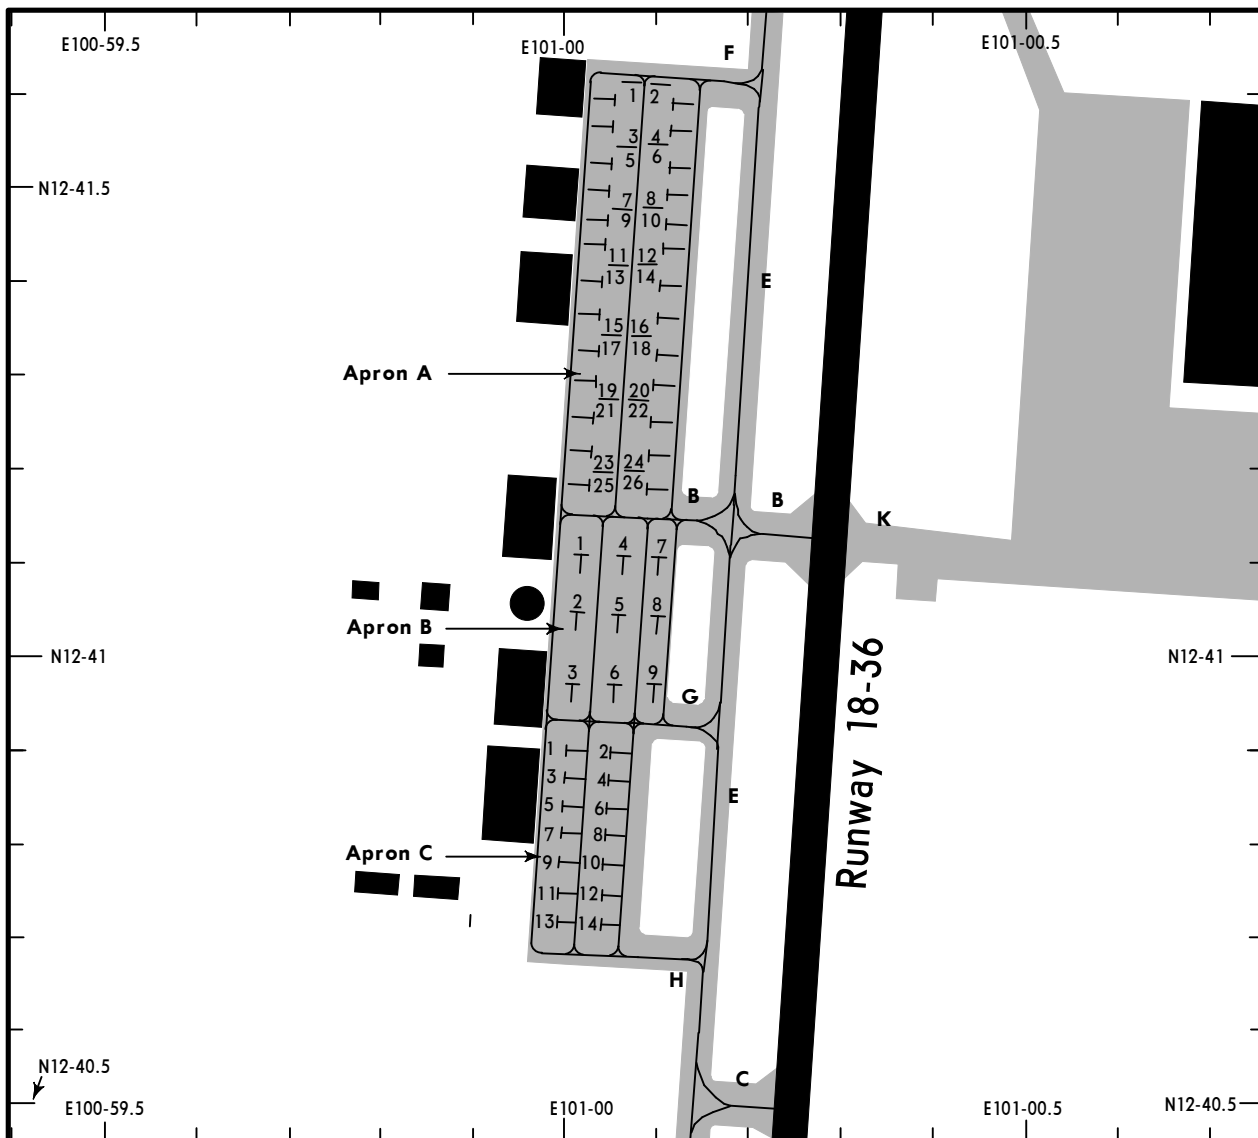 E100-59.5
E101-00
F
E101-00.5
1 2
3 4
5 6
N12-41.5
7 8
9 10
11 12
13 14
E
15 16
17 18
Apron A
19 20
21 22
23 24
25 26
B
B
K
1 4 7
2 5 8
Apron B
N12-41
N12-41
3 6 9
G
Runway 18-36
1 2
3 4
5 6
E
7 8
Apron C
9 10
11 12
13 14
H
N12-40.5
C
E100-59.5
E101-00
E101-00.5
N12-40.5